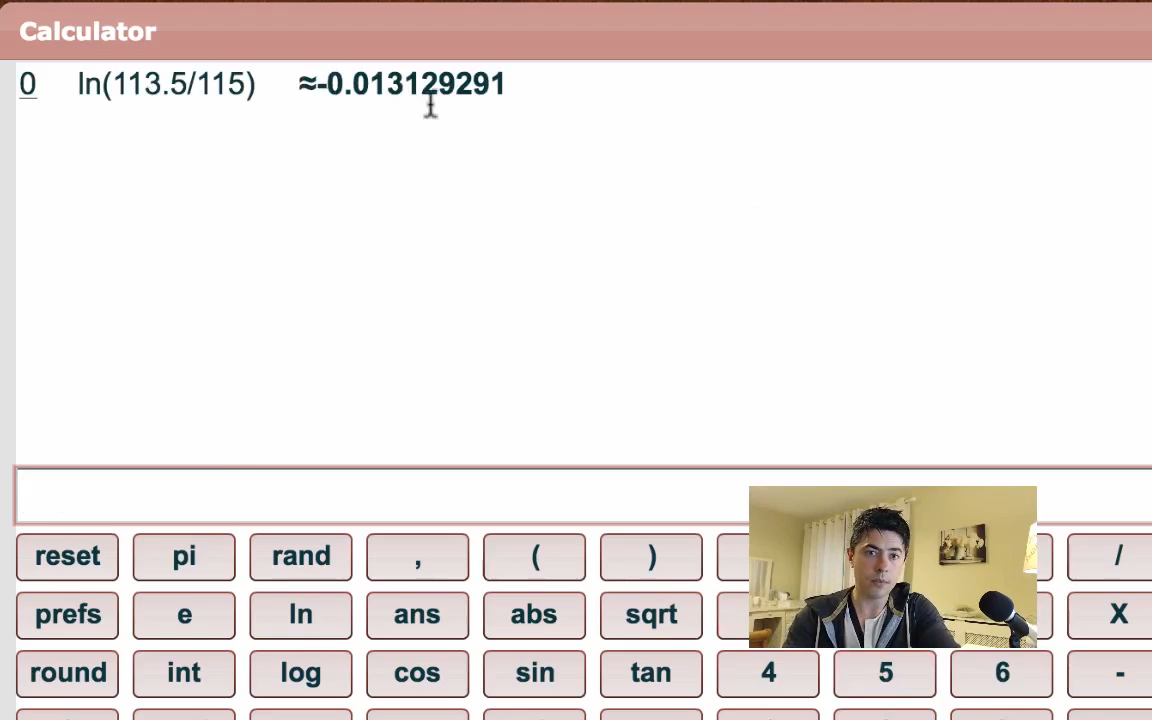 Calculator
0 ln(113.5/115) ≈-0.013129291
reset pi rand , ( ) /
prefs e ln ans abs sqrt X
round int log cos sin tan 4 5 6 -